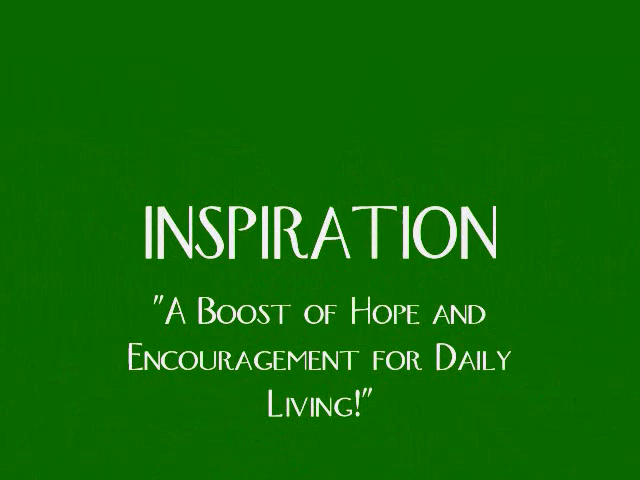 INSPIRATION
"A Boost of Hope and
Encouragement for Daily
Living!"